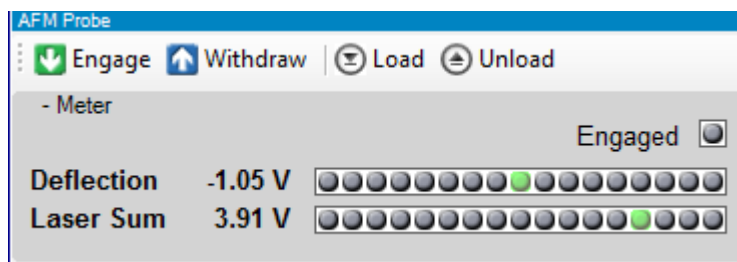 AFM Probe
Engage Withdraw Load Unload
- Meter
Engaged
Deflection -1.05 V
Laser Sum 3.91 V